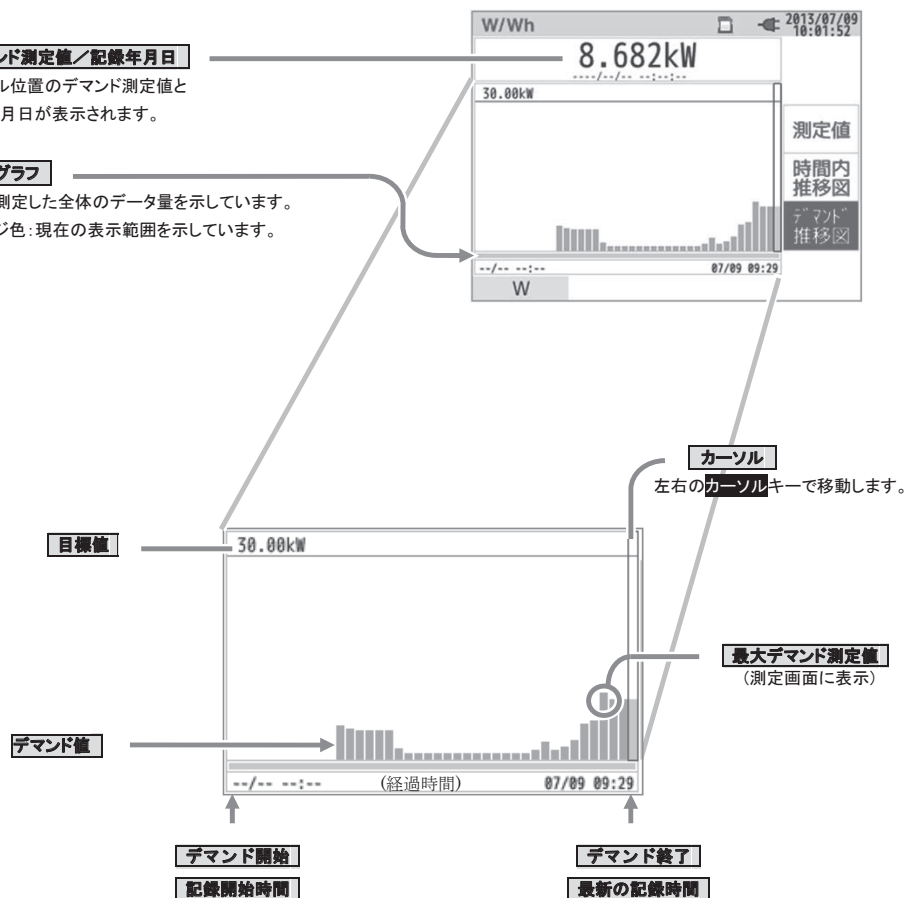 W/Wh
2013/07/09
10:01:52
8.682kW
----/--/-- --:--:--
30.00kW
測定値
時間内
推移図
デマンド
推移図
--/-- --:--
07/09 09:29
W
ンド測定値／記録年月日
ル位置のデマンド測定値と
月日が表示されます。
グラフ
測定した全体のデータ量を示しています。
ジ色：現在の表示範囲を示しています。
カーソル
左右のカーソルキーで移動します。
目標値
30.00kW
最大デマンド測定値
(測定画面に表示)
デマンド値
--/-- --:--
(経過時間)
07/09 09:29
デマンド開始
記録開始時間
デマンド終了
最新の記録時間